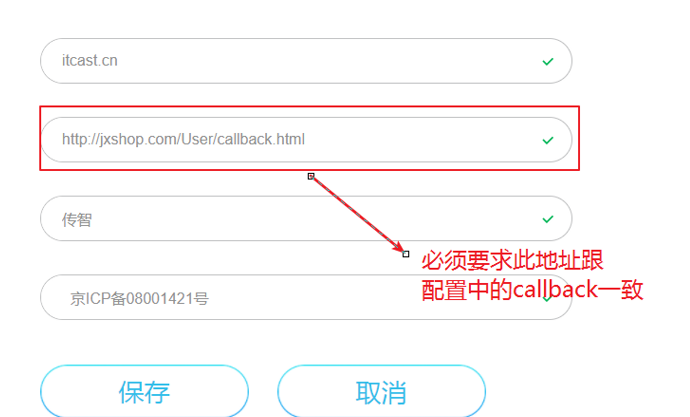 itcast.cn
http://jxshop.com/User/callback.html
传智
必须要求此地址跟
配置中的callback一致
京ICP备08001421号
保存
取消